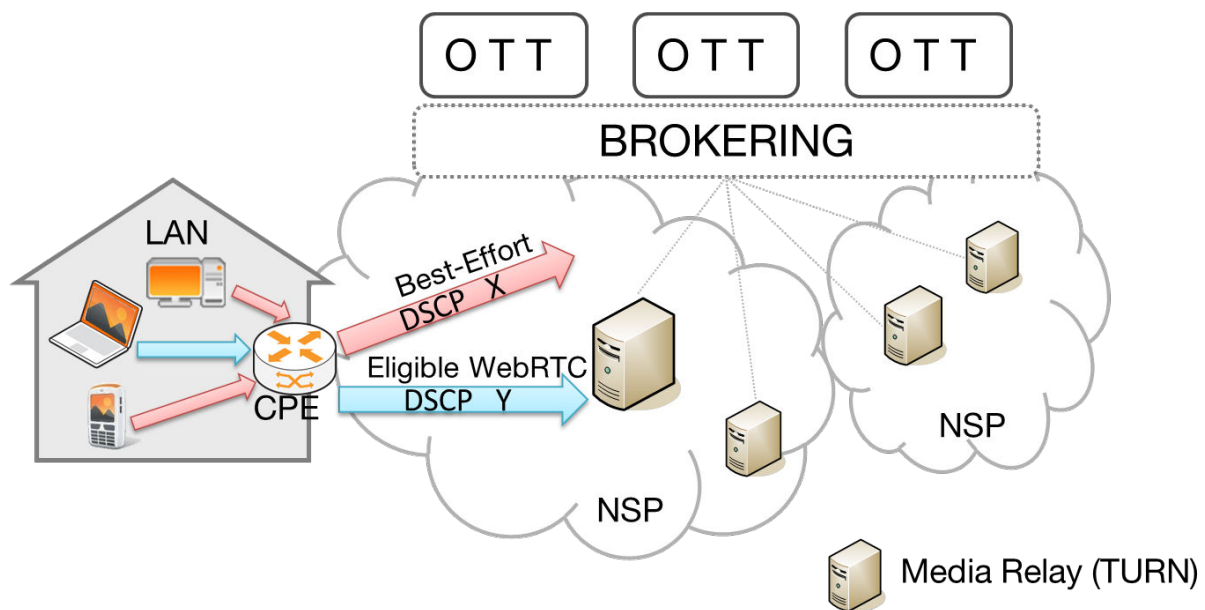 OTT
OTT
OTT
BROKERING
LAN
Best-Effort
DSCP X
Eligible WebRTC
DSCP Y
CPE
NSP
NSP
Media Relay (TURN)